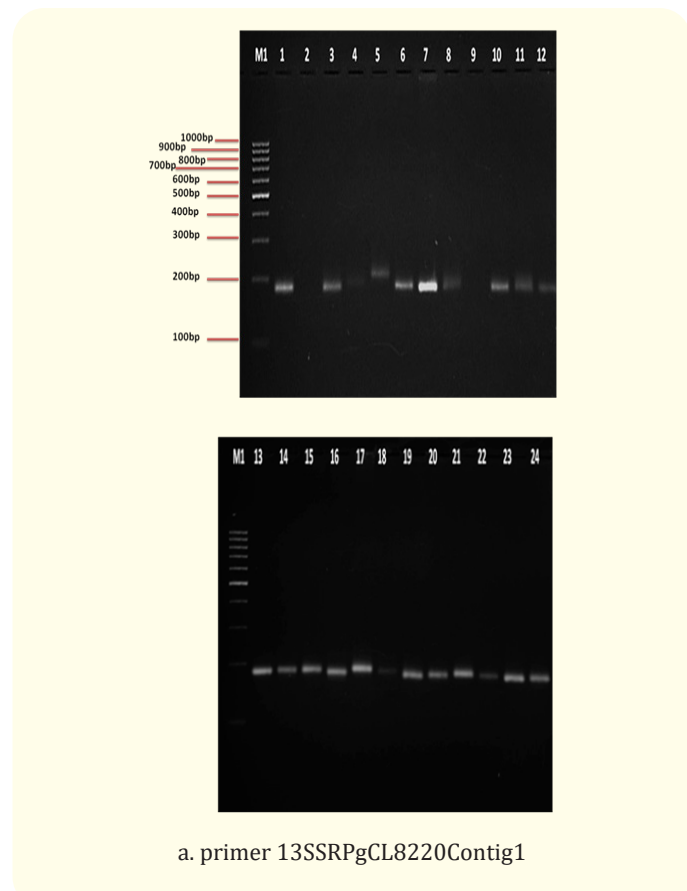 M1 1 2 3 4 5 6 7 8 9 10 11 12
1000bp
900bp
800bp
700bp
600bp
500bp
400bp
300bp
200bp
100bp
M1 13 14 15 16 17 18 19 20 21 22 23 24
a. primer 13SSRPgCL8220Contig1